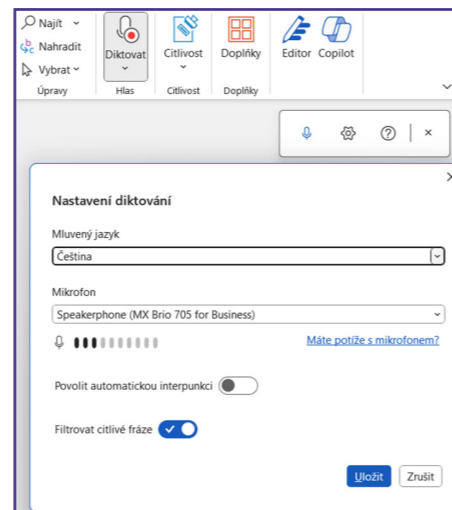 Najít
Nahradit
Vybrat
Úpravy
Diktovat
Hlas
Citlivost
Citlivost
Doplňky
Doplňky
Editor
Copilot
Nastavení diktování
Mluvený jazyk
Čeština
Mikrofon
Speakerphone (MX Brio 705 for Business)
Máte potíže s mikrofonem?
Povolit automatickou interpunkci
Filtrovat citlivé fráze
Uložit
Zrušit